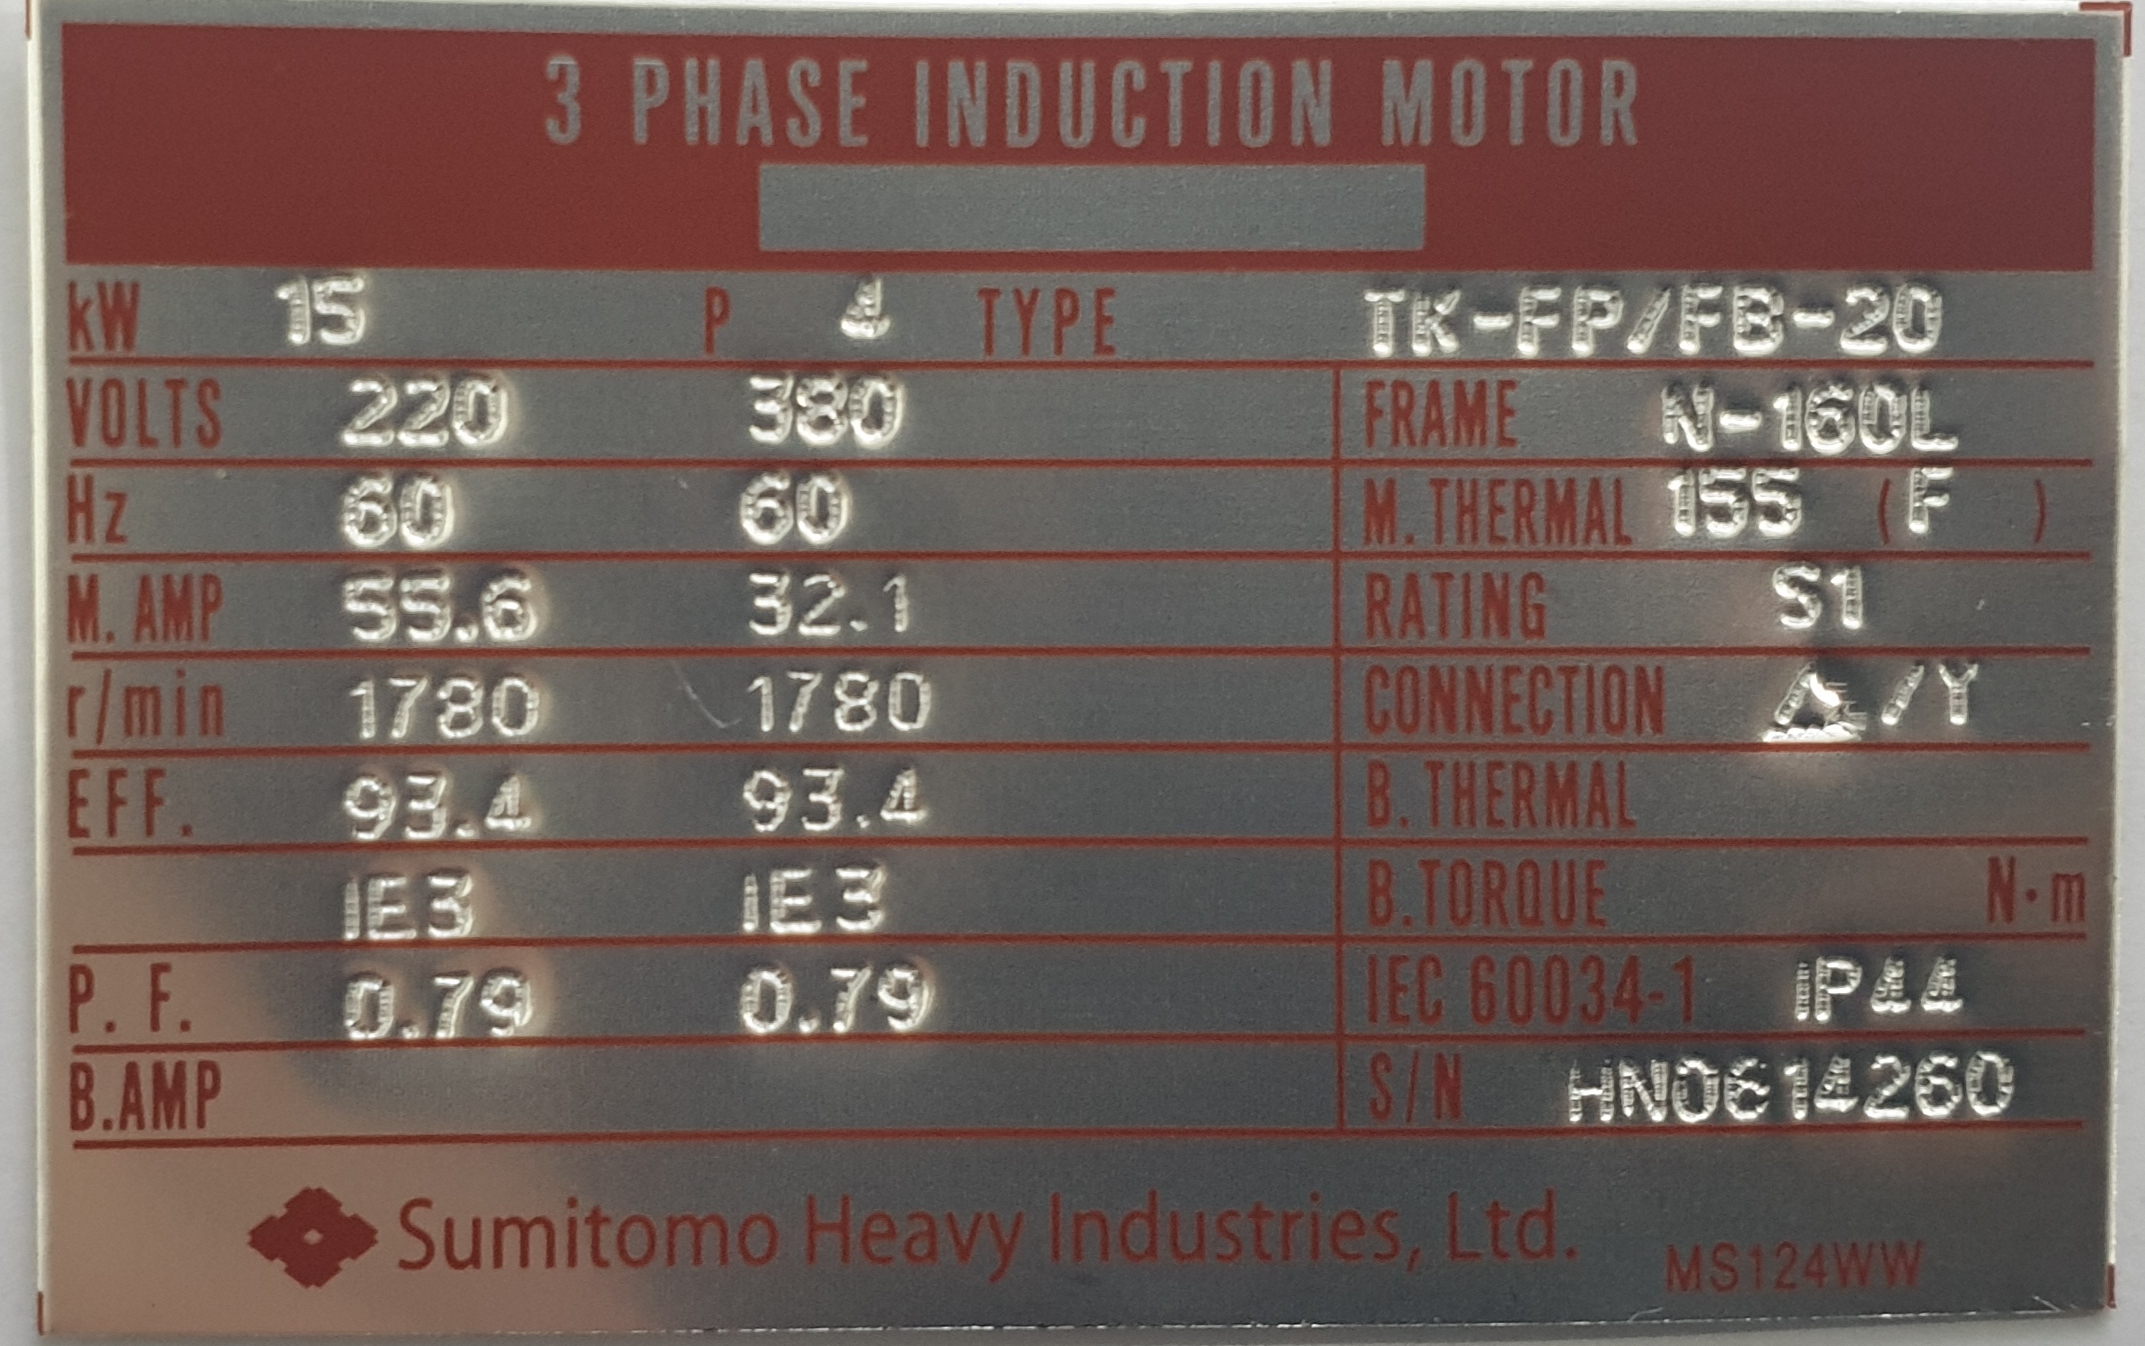 3 PHASE INDUCTION MOTOR
kW 15 P 4 TYPE TK-FP/FB-20
VOLTS 220 380 FRAME N-160L
Hz 60 60 M.THERMAL 155 ( F )
M. AMP 55.6 32.1 RATING S1
r/min 1780 1780 CONNECTION △/Y
EFF. 93.4 93.4 B.THERMAL
IE3 IE3 B.TORQUE N·m
P. F. 0.79 0.79 IEC 60034-1 IP44
B.AMP S/N HN0614260
Sumitomo Heavy Industries, Ltd. MS124WW